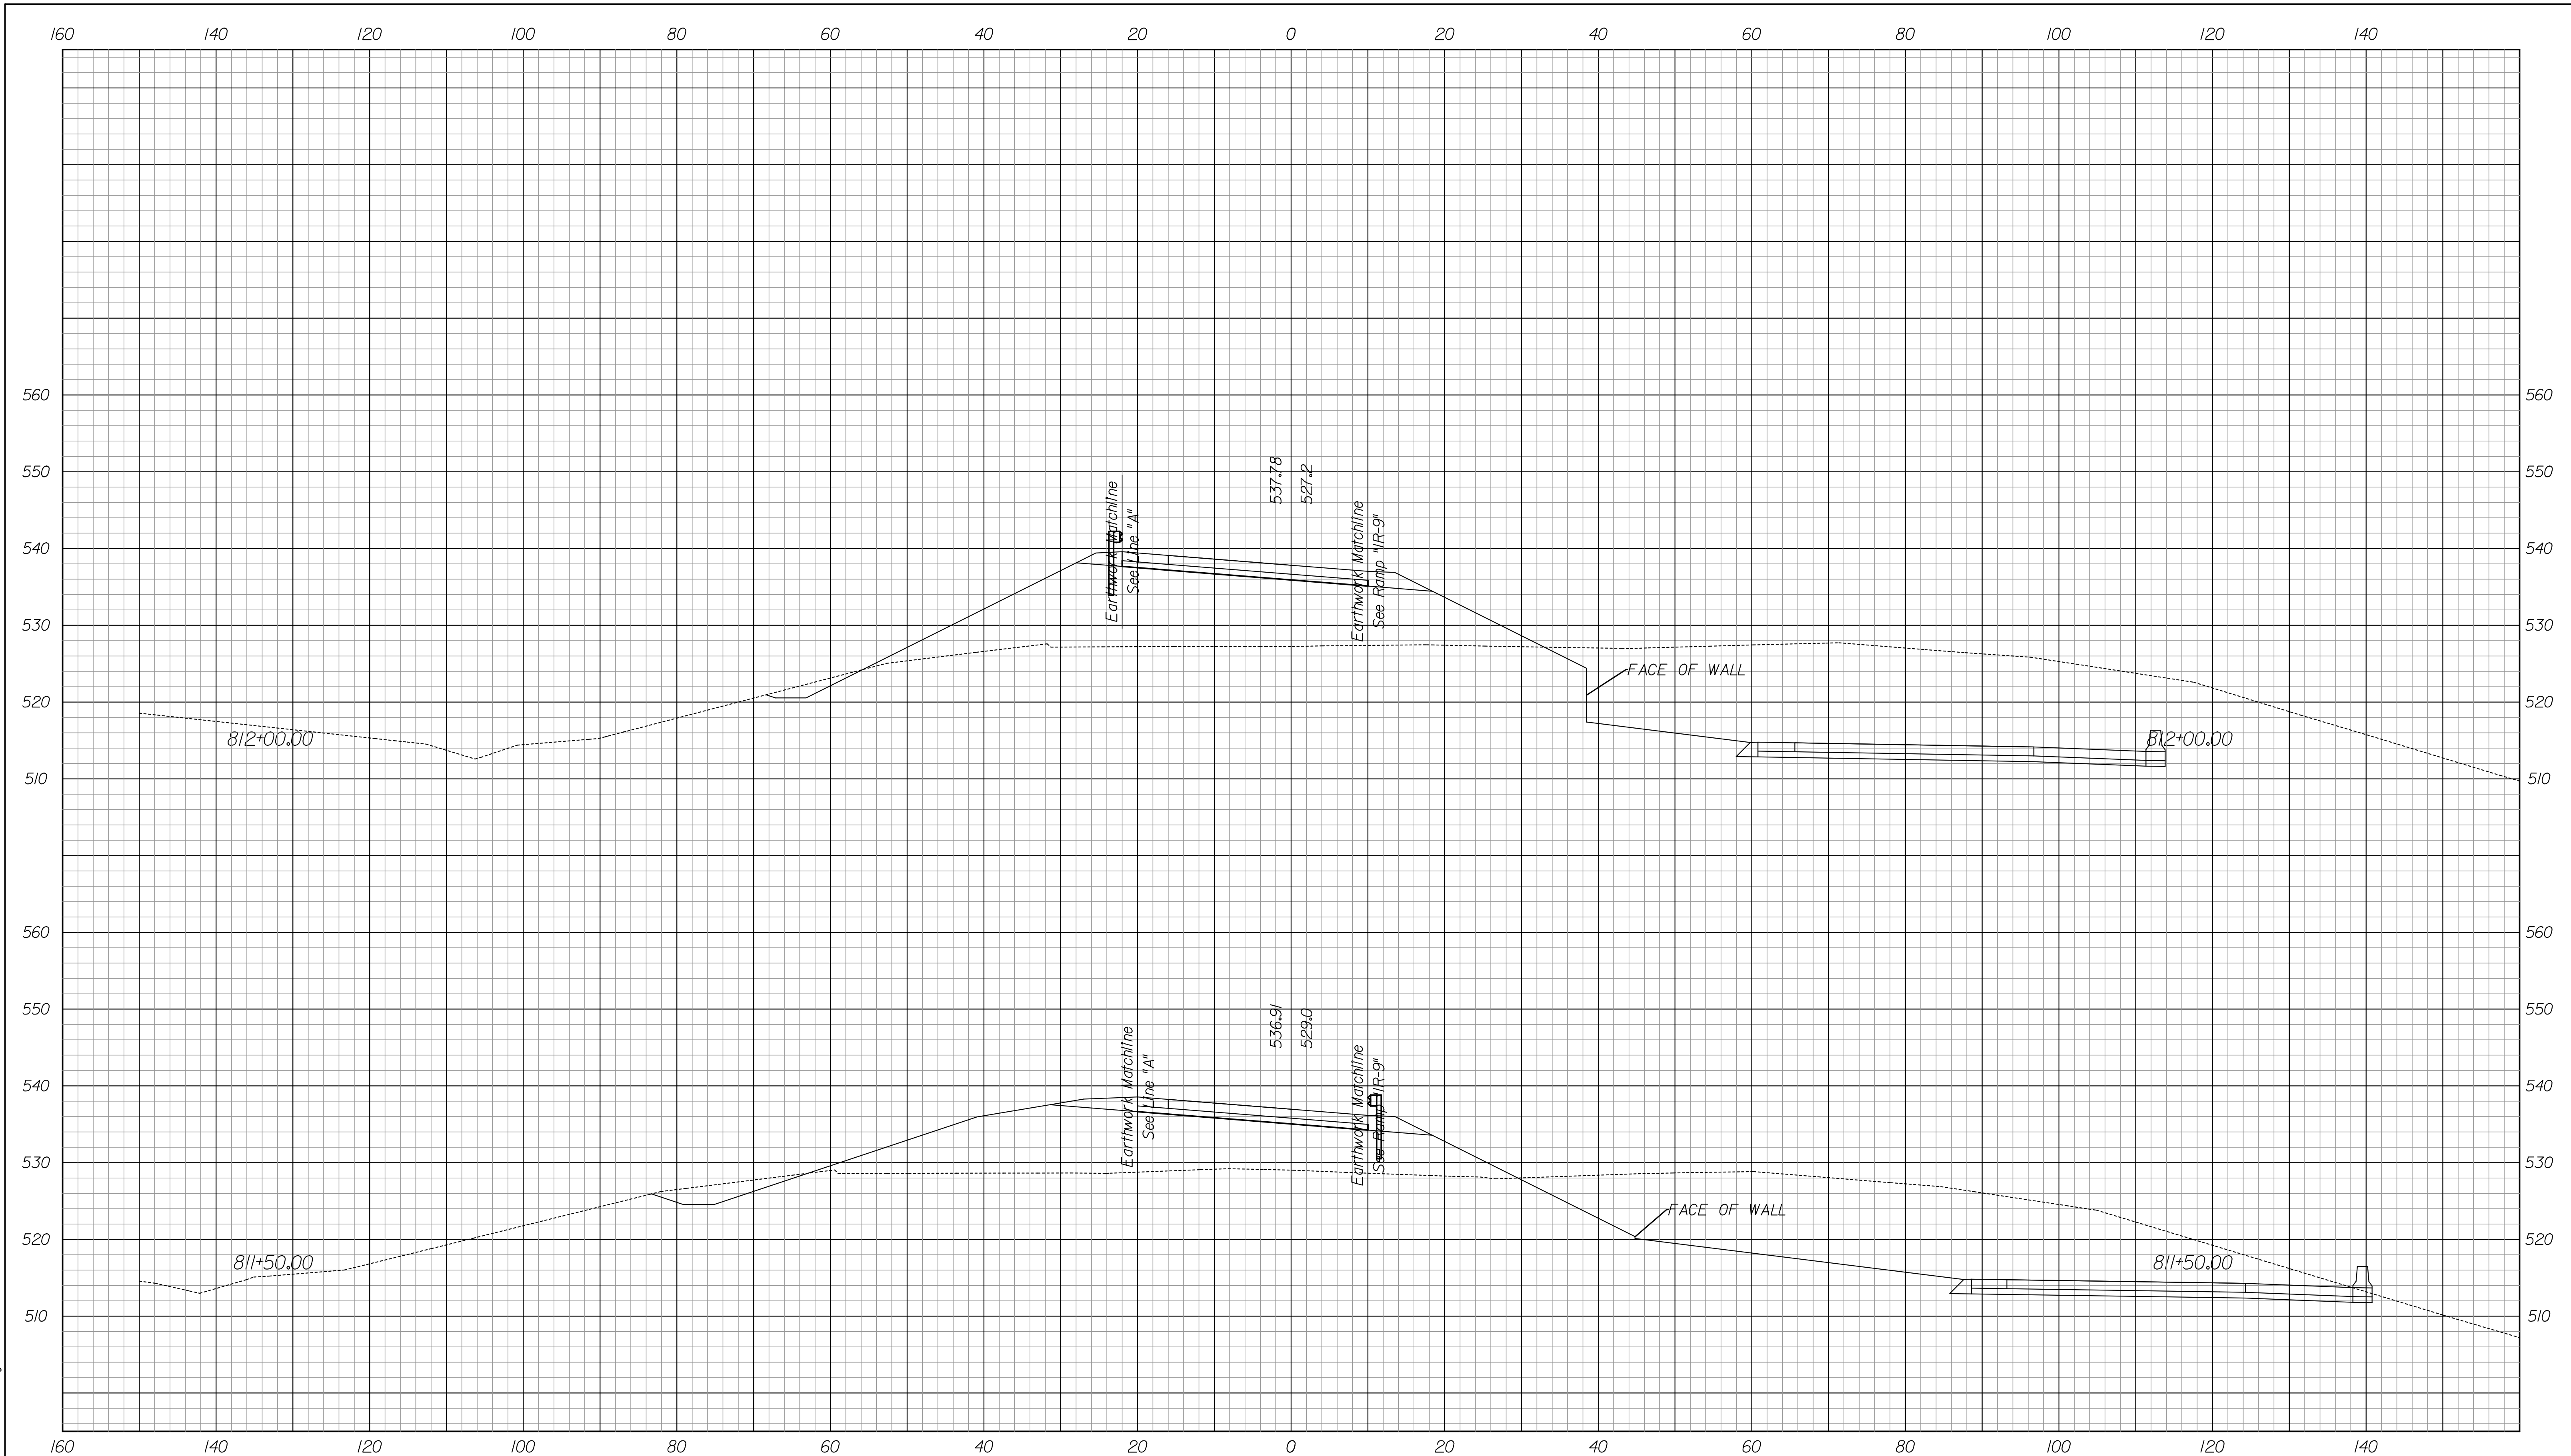 160 140 120 100 80 60 40 20 0 20 40 60 80 100 120 140
560 560
550 550
537.78
527.2
Earthwork Matchline
See Line "A"
Earthwork Matchline
See Ramp "1R-9"
540 540
530 530
FACE OF WALL
520 520
812+00.00 812+00.00
510 510
560 560
550 550
536.91
529.0
Earthwork Matchline
See Line "A"
Earthwork Matchline
See Ramp "1R-9"
540 540
530 530
FACE OF WALL
520 520
811+50.00 811+50.00
510 510
160 140 120 100 80 60 40 20 0 20 40 60 80 100 120 140